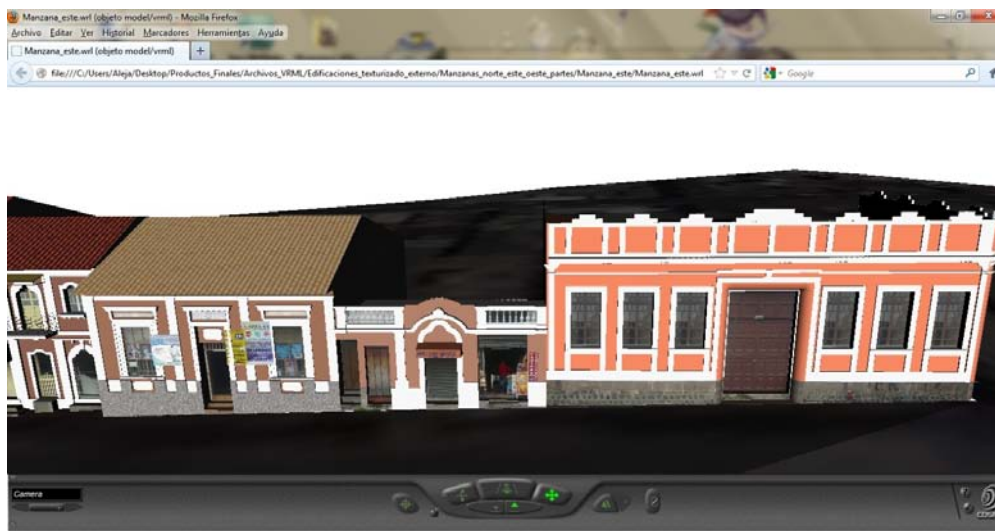 Manzana_este.wrl (objeto model/vrml) - Mozilla Firefox
Archivo Editar Ver Historial Marcadores Herramientas Ayuda
Manzana_este.wrl (objeto model/vrml)
file:///C:/Users/Aleja/Desktop/Productos_Finales/Archivos_VRML/Edificaciones_texturizado_externo/Manzanas_norte_este_oeste_partes/Manzana_este/Manzana_este.wrl Google
Camera